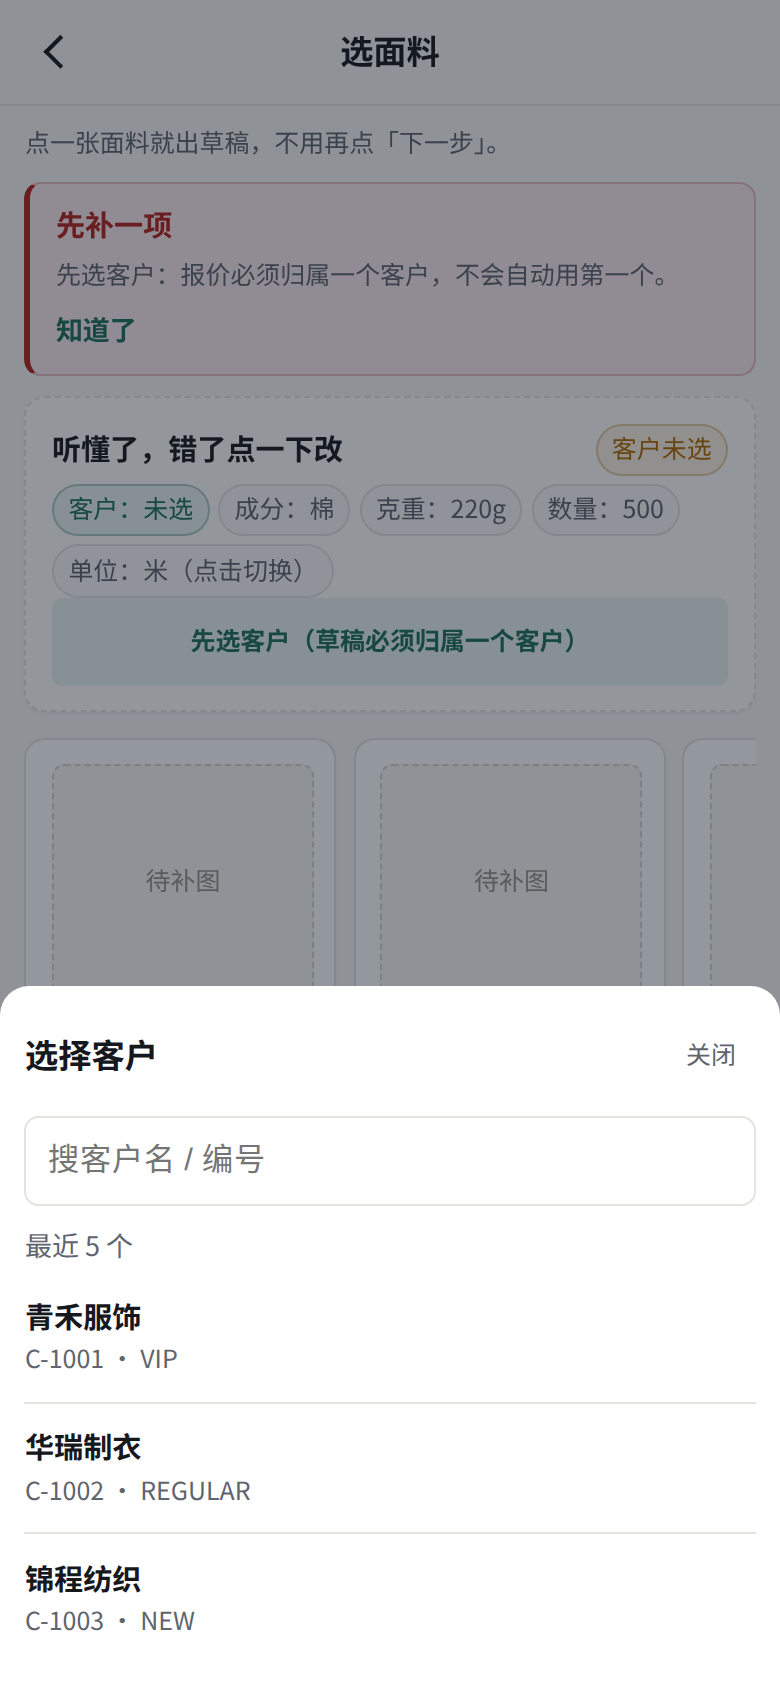 选面料
点一张面料就出草稿，不用再点「下一步」。
先补一项
先选客户：报价必须归属一个客户，不会自动用第一个。
知道了
听懂了，错了点一下改
客户未选
客户：未选
成分：棉
克重：220g
数量：500
单位：米（点击切换）
先选客户（草稿必须归属一个客户）
待补图
待补图
选择客户
关闭
搜客户名 / 编号
最近 5 个
青禾服饰
C-1001 · VIP
华瑞制衣
C-1002 · REGULAR
锦程纺织
C-1003 · NEW